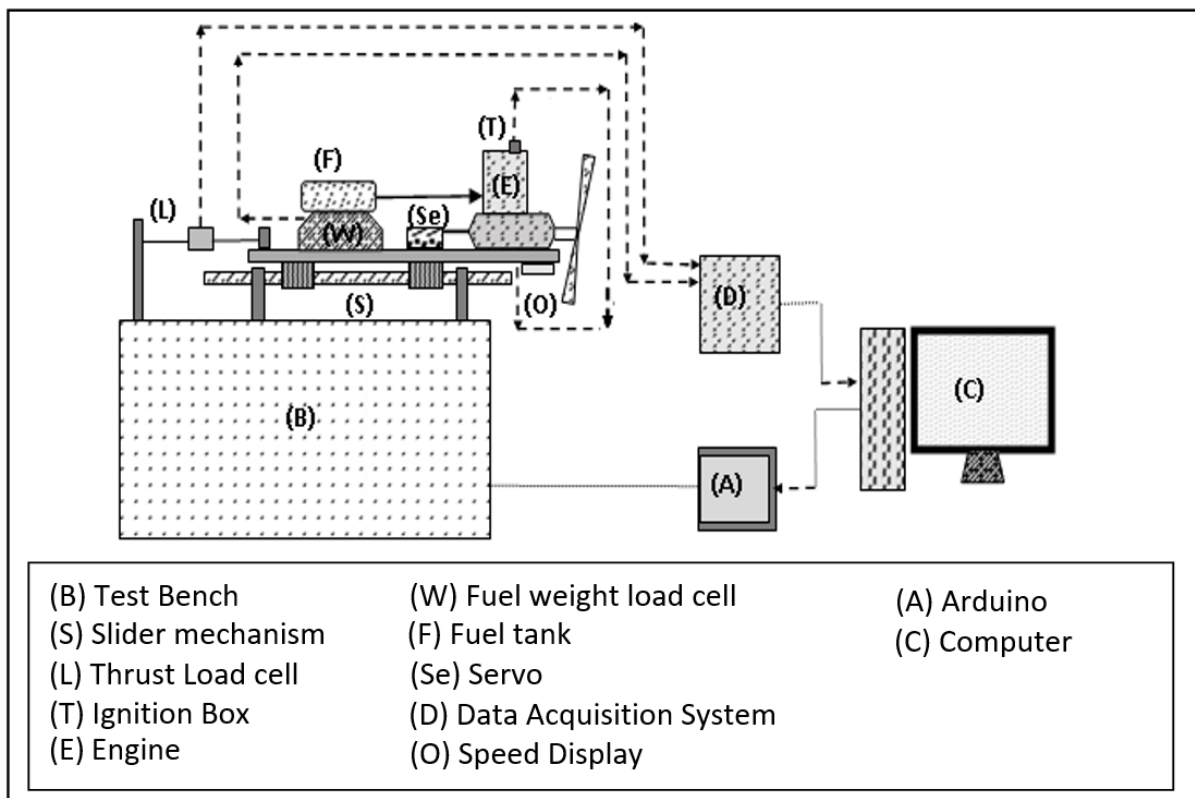 (T)
(F)
(E)
(L)
(Se)
(W)
(D)
(S)
(O)
(C)
(B)
(A)
(B) Test Bench
(S) Slider mechanism
(L) Thrust Load cell
(T) Ignition Box
(E) Engine
(W) Fuel weight load cell
(F) Fuel tank
(Se) Servo
(D) Data Acquisition System
(O) Speed Display
(A) Arduino
(C) Computer